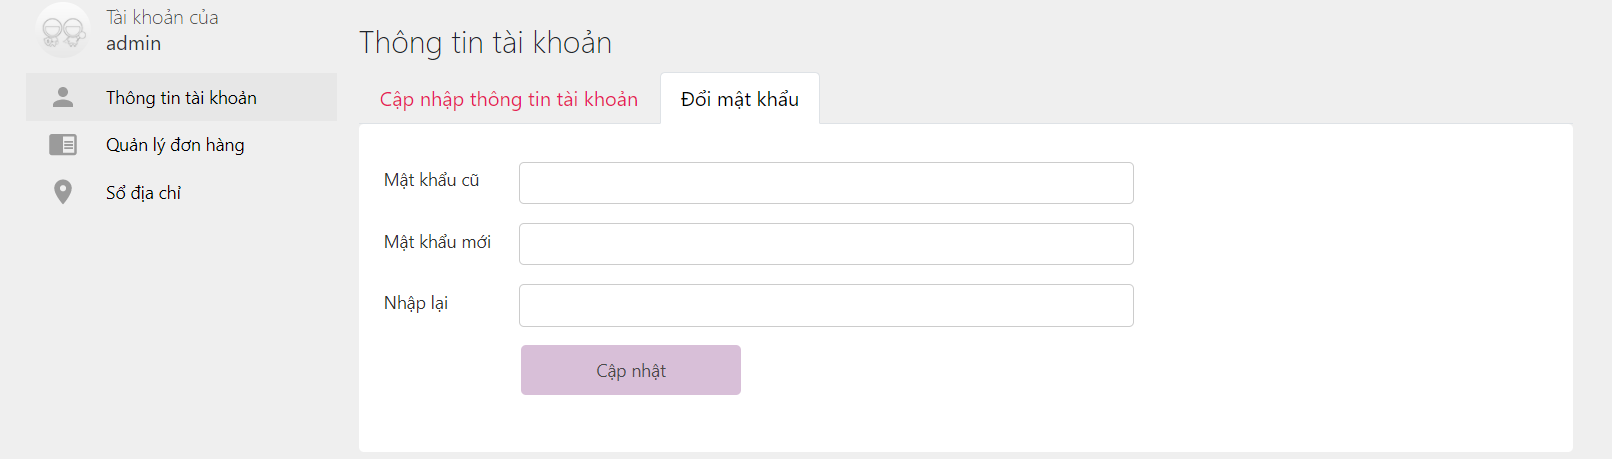 Tài khoản của
admin
Thông tin tài khoản
Quản lý đơn hàng
Sổ địa chỉ
Thông tin tài khoản
Cập nhập thông tin tài khoản
Đổi mật khẩu
Mật khẩu cũ
Mật khẩu mới
Nhập lại
Cập nhật